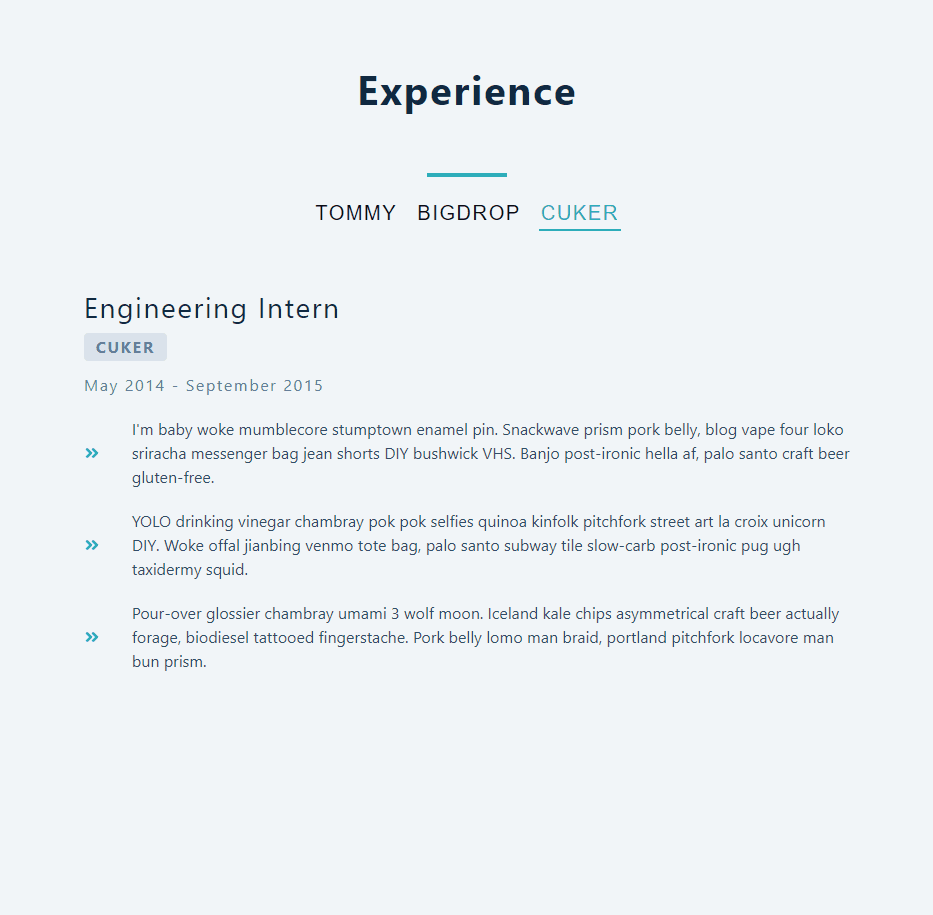 Experience
TOMMY BIGDROP CUKER
Engineering Intern
CUKER
May 2014 - September 2015
I'm baby woke mumblecore stumptown enamel pin. Snackwave prism pork belly, blog vape four loko
sriracha messenger bag jean shorts DIY bushwick VHS. Banjo post-ironic hella af, palo santo craft beer
gluten-free.
YOLO drinking vinegar chambray pok pok selfies quinoa kinfolk pitchfork street art la croix unicorn
DIY. Woke offal jianbing venmo tote bag, palo santo subway tile slow-carb post-ironic pug ugh
taxidermy squid.
Pour-over glossier chambray umami 3 wolf moon. Iceland kale chips asymmetrical craft beer actually
forage, biodiesel tattooed fingerstache. Pork belly lomo man braid, portland pitchfork locavore man
bun prism.